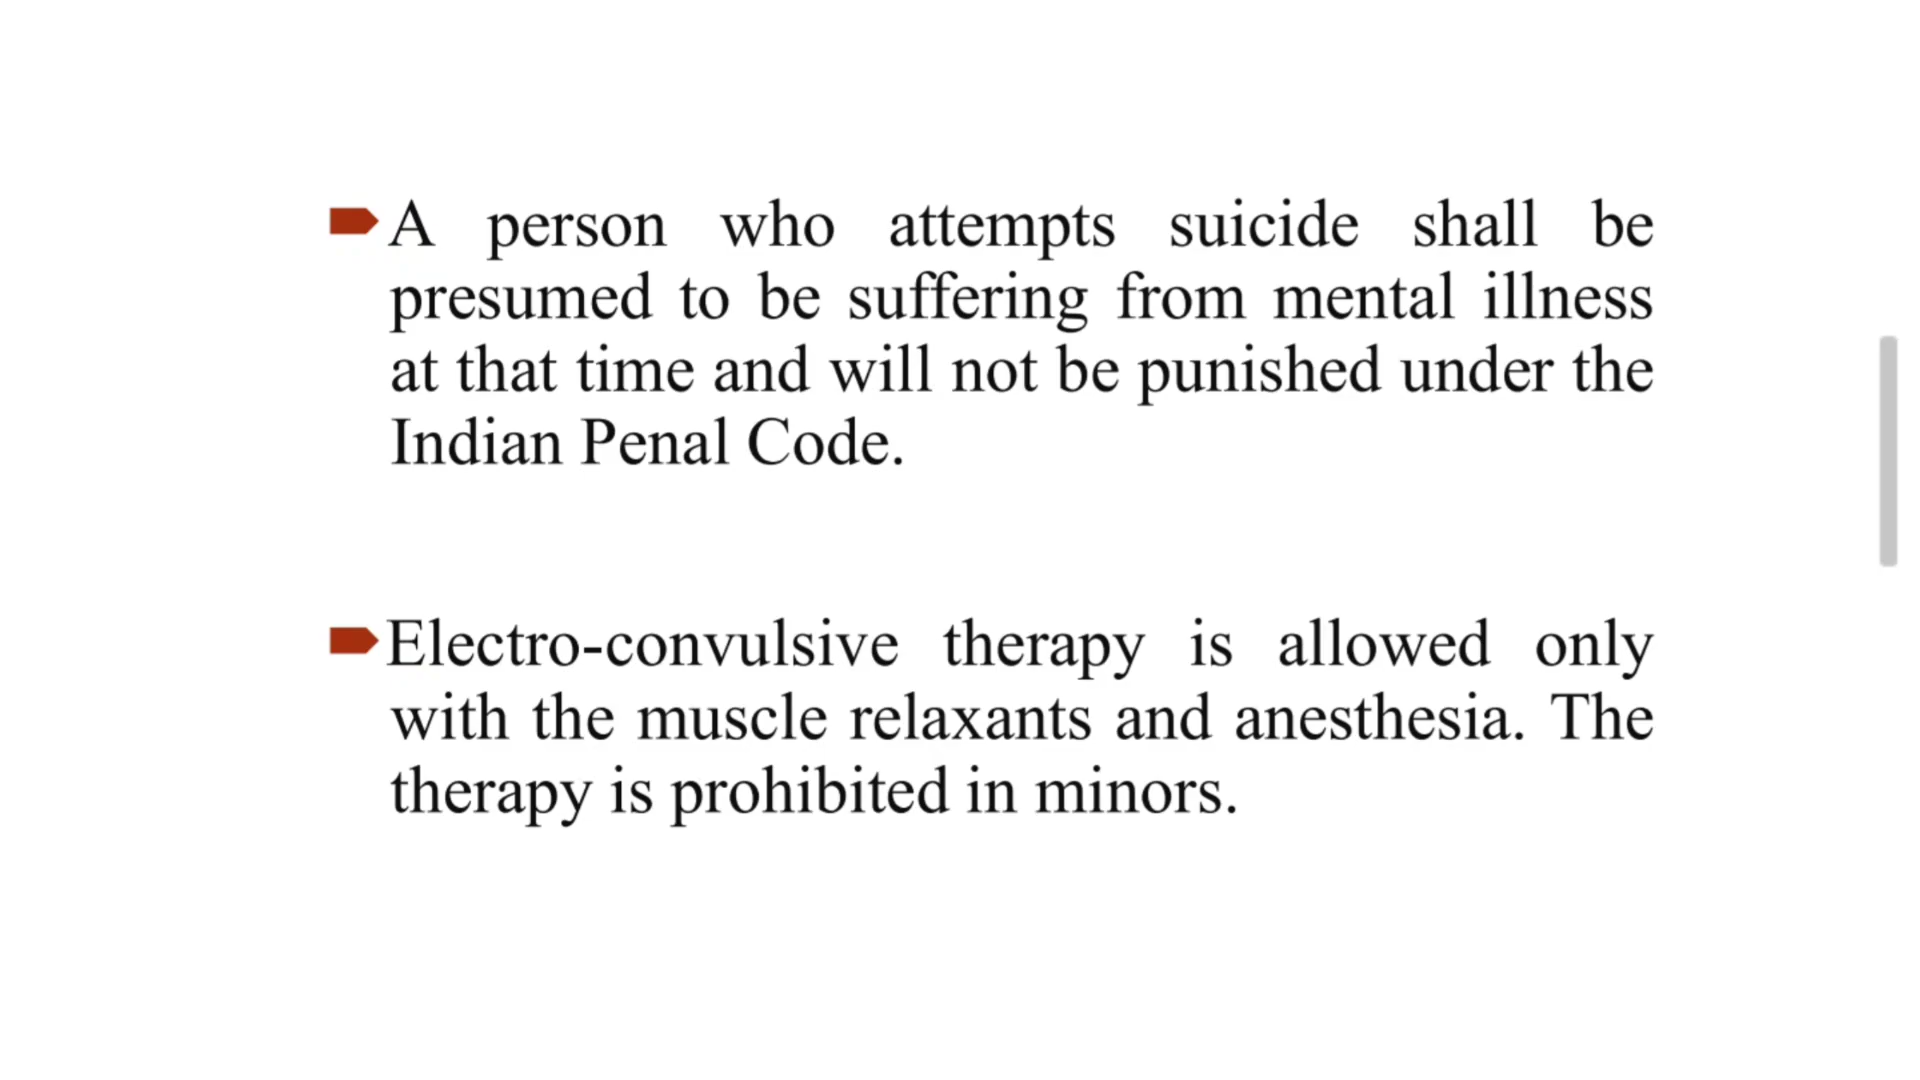 A person who attempts suicide shall be
presumed to be suffering from mental illness
at that time and will not be punished under the
Indian Penal Code.
Electro-convulsive therapy is allowed only
with the muscle relaxants and anesthesia. The
therapy is prohibited in minors.